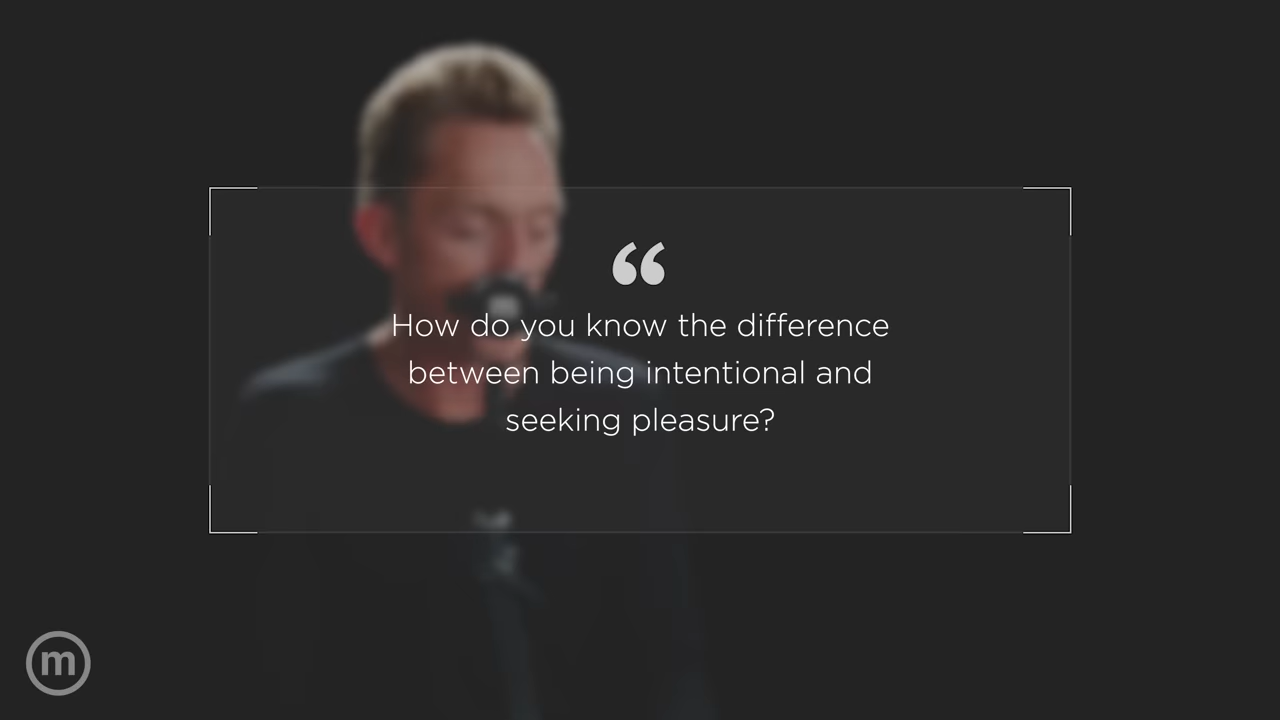 “
How do you know the difference
between being intentional and
seeking pleasure?
m